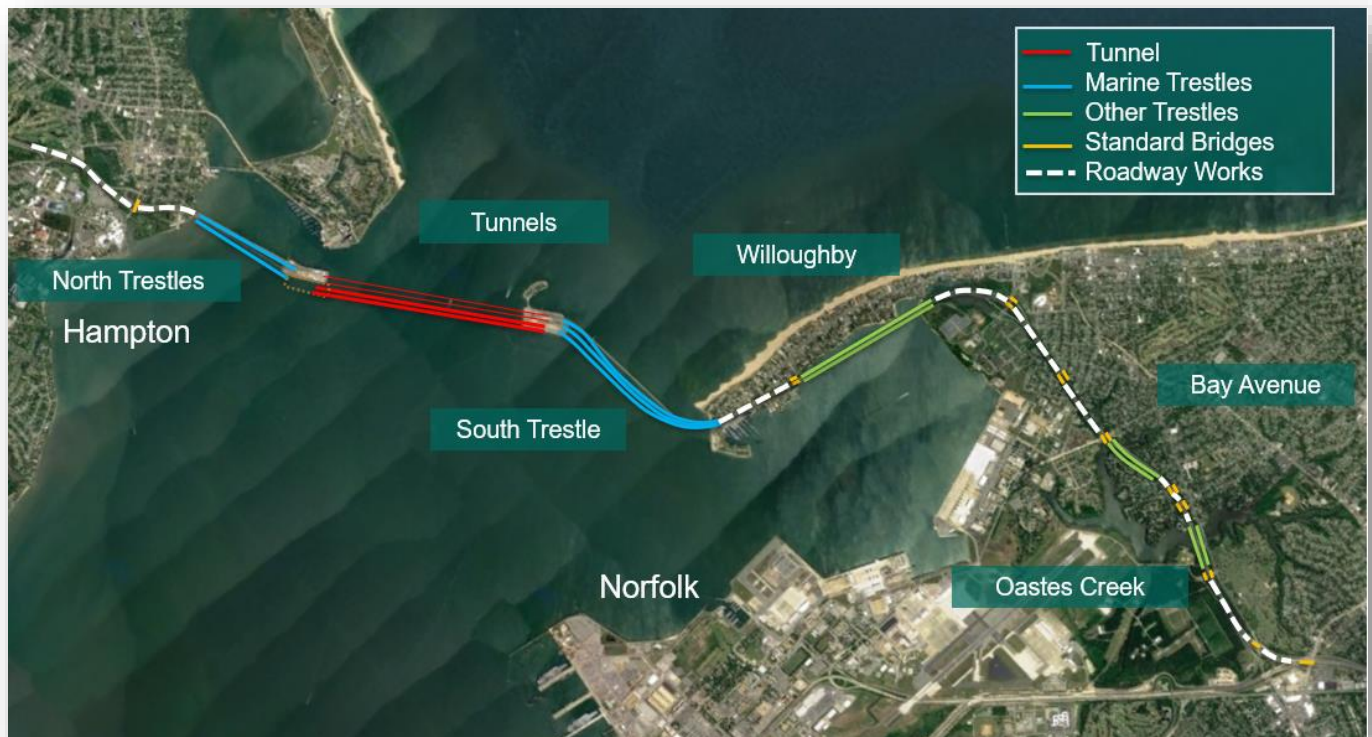 Tunnel
Marine Trestles
Other Trestles
Standard Bridges
Roadway Works
Tunnels
Willoughby
North Trestles
Hampton
Bay Avenue
South Trestle
Norfolk
Oastes Creek